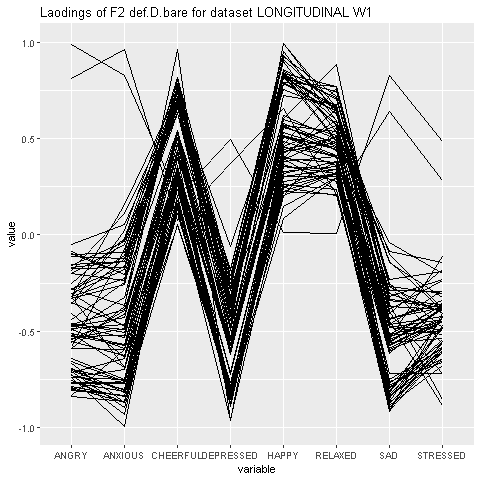 Laodings of F2 def.D.bare for dataset LONGITUDINAL W1
1.0
0.5
0.0
-0.5
-1.0
value
ANGRY ANXIOUS CHEERFULDEPRESSED HAPPY RELAXED SAD STRESSED
variable